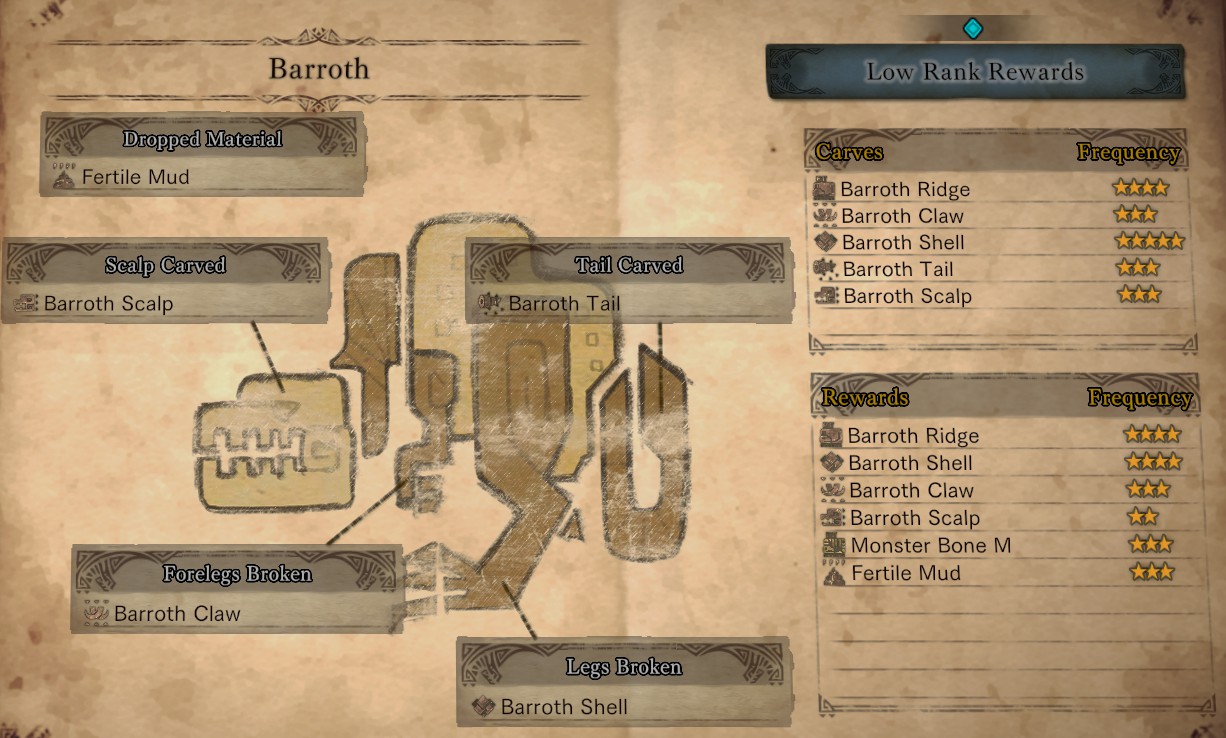 Barroth
Low Rank Rewards
Dropped Material
Fertile Mud
Scalp Carved
Barroth Scalp
Tail Carved
Barroth Tail
Forelegs Broken
Barroth Claw
Legs Broken
Barroth Shell
Carves Frequency
Barroth Ridge
Barroth Claw
Barroth Shell
Barroth Tail
Barroth Scalp
Rewards Frequency
Barroth Ridge
Barroth Shell
Barroth Claw
Barroth Scalp
Monster Bone M
Fertile Mud